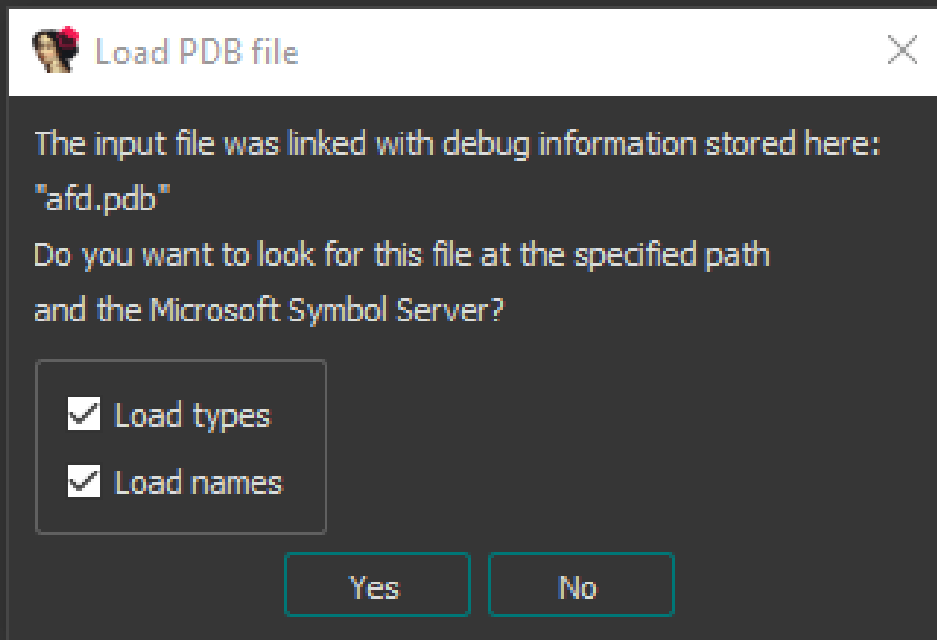 Load PDB file
The input file was linked with debug information stored here:
"afd.pdb"
Do you want to look for this file at the specified path
and the Microsoft Symbol Server?
Load types
Load names
Yes No